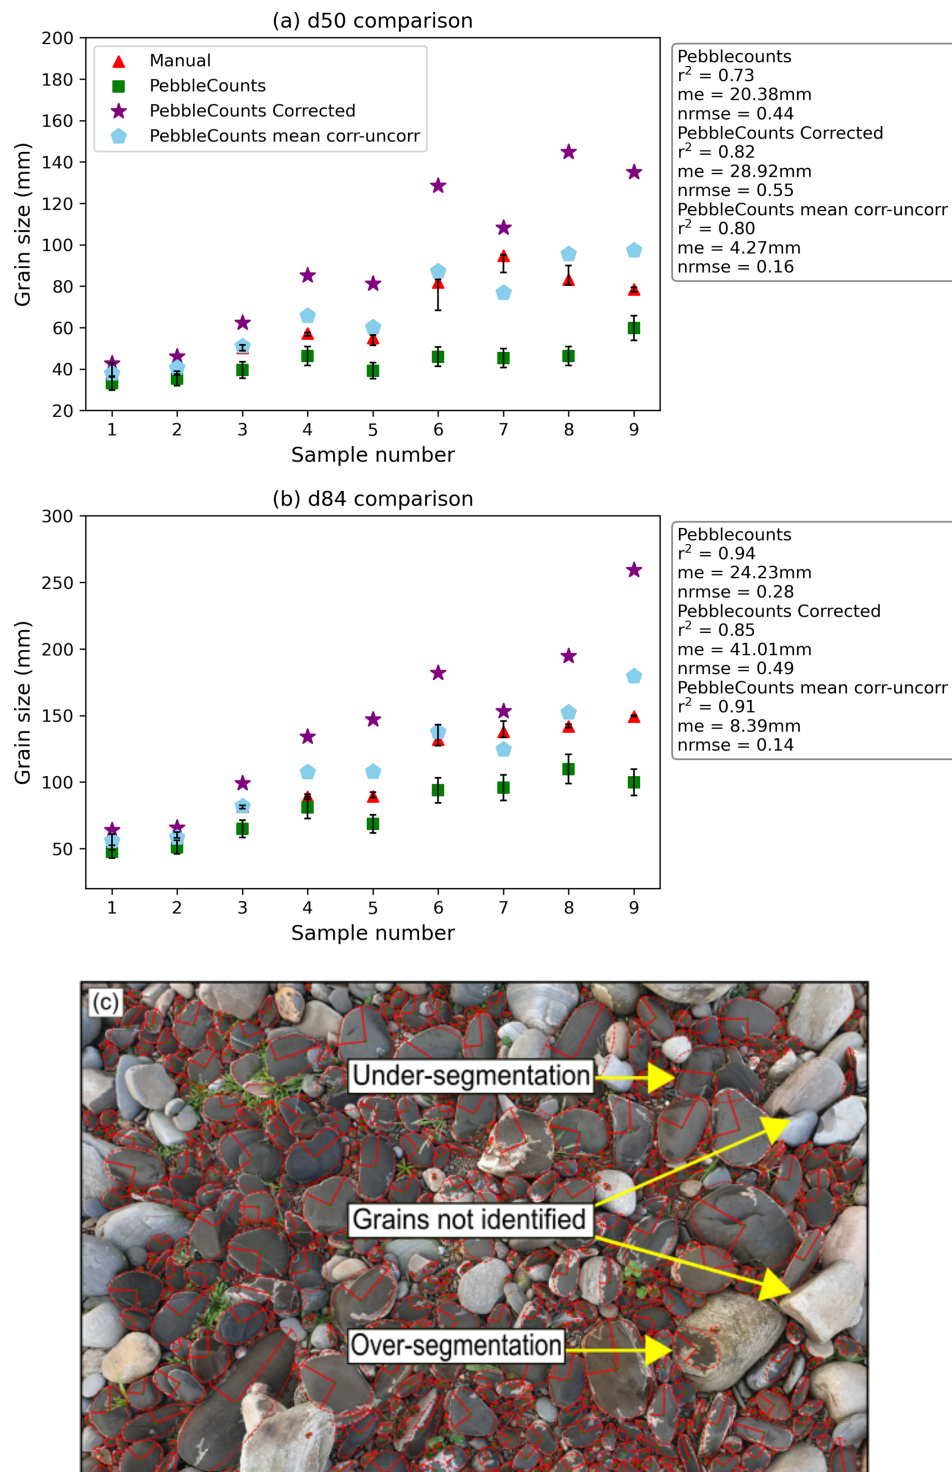 (a) d50 comparison
200
180
160
140
120
100
80
60
40
20
Grain size (mm)
Manual
PebbleCounts
PebbleCounts Corrected
PebbleCounts mean corr-uncorr
1 2 3 4 5 6 7 8 9
Sample number
Pebblecounts
r² = 0.73
me = 20.38mm
nrmse = 0.44
PebbleCounts Corrected
r² = 0.82
me = 28.92mm
nrmse = 0.55
PebbleCounts mean corr-uncorr
r² = 0.80
me = 4.27mm
nrmse = 0.16
(b) d84 comparison
300
250
200
150
100
50
Grain size (mm)
1 2 3 4 5 6 7 8 9
Sample number
Pebblecounts
r² = 0.94
me = 24.23mm
nrmse = 0.28
Pebblecounts Corrected
r² = 0.85
me = 41.01mm
nrmse = 0.49
PebbleCounts mean corr-uncorr
r² = 0.91
me = 8.39mm
nrmse = 0.14
(c)
Under-segmentation
Grains not identified
Over-segmentation